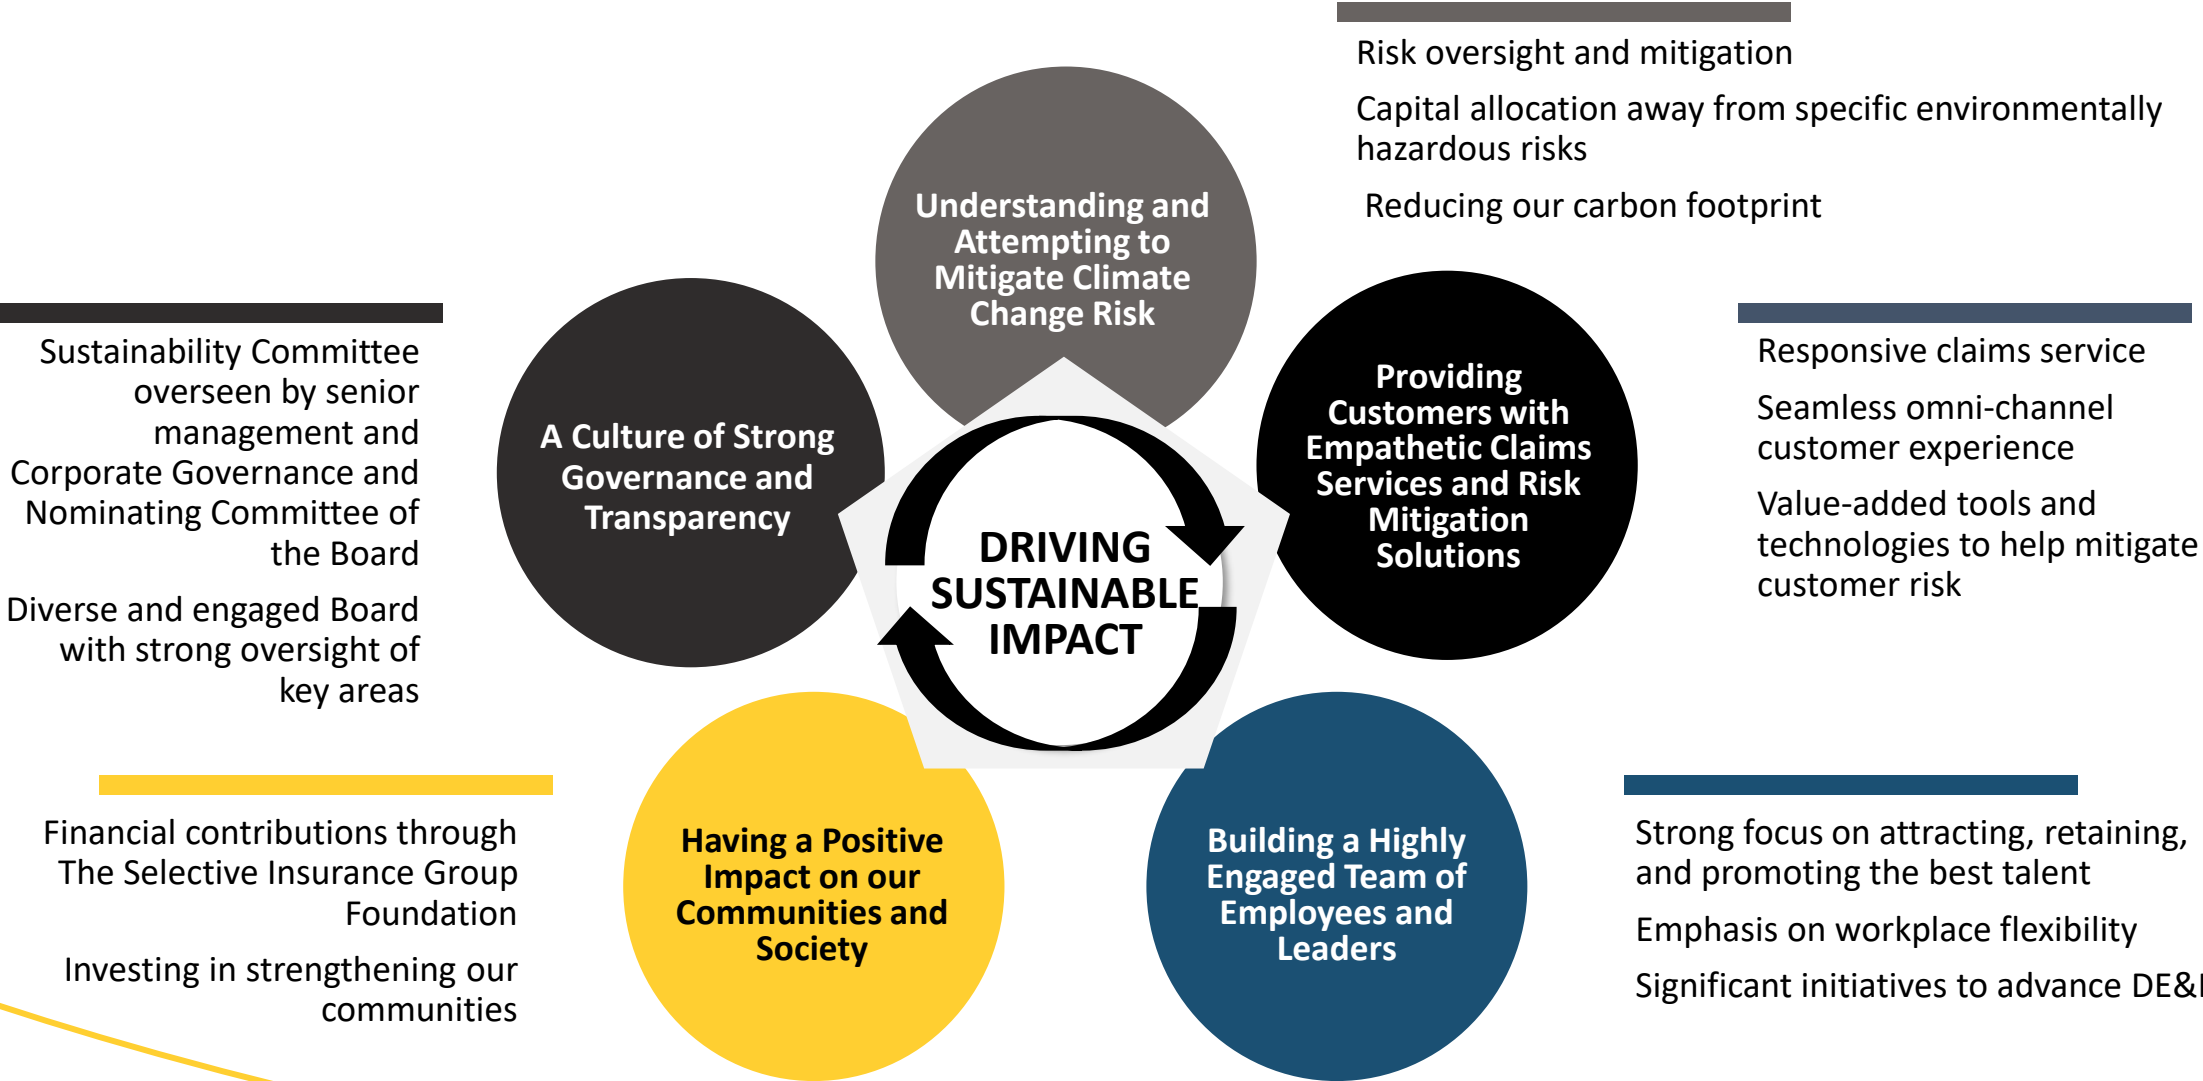 Risk oversight and mitigation
Capital allocation away from specific environmentally
hazardous risks
Reducing our carbon footprint
Understanding and
Attempting to
Mitigate Climate
Change Risk
Sustainability Committee
overseen by senior
management and
Corporate Governance and
Nominating Committee of
the Board
Diverse and engaged Board
with strong oversight of
key areas
A Culture of Strong
Governance and
Transparency
Providing
Customers with
Empathetic Claims
Services and Risk
Mitigation
Solutions
Responsive claims service
Seamless omni-channel
customer experience
Value-added tools and
technologies to help mitigate
customer risk
DRIVING
SUSTAINABLE
IMPACT
Financial contributions through
The Selective Insurance Group
Foundation
Investing in strengthening our
communities
Having a Positive
Impact on our
Communities and
Society
Building a Highly
Engaged Team of
Employees and
Leaders
Strong focus on attracting, retaining,
and promoting the best talent
Emphasis on workplace flexibility
Significant initiatives to advance DE&I